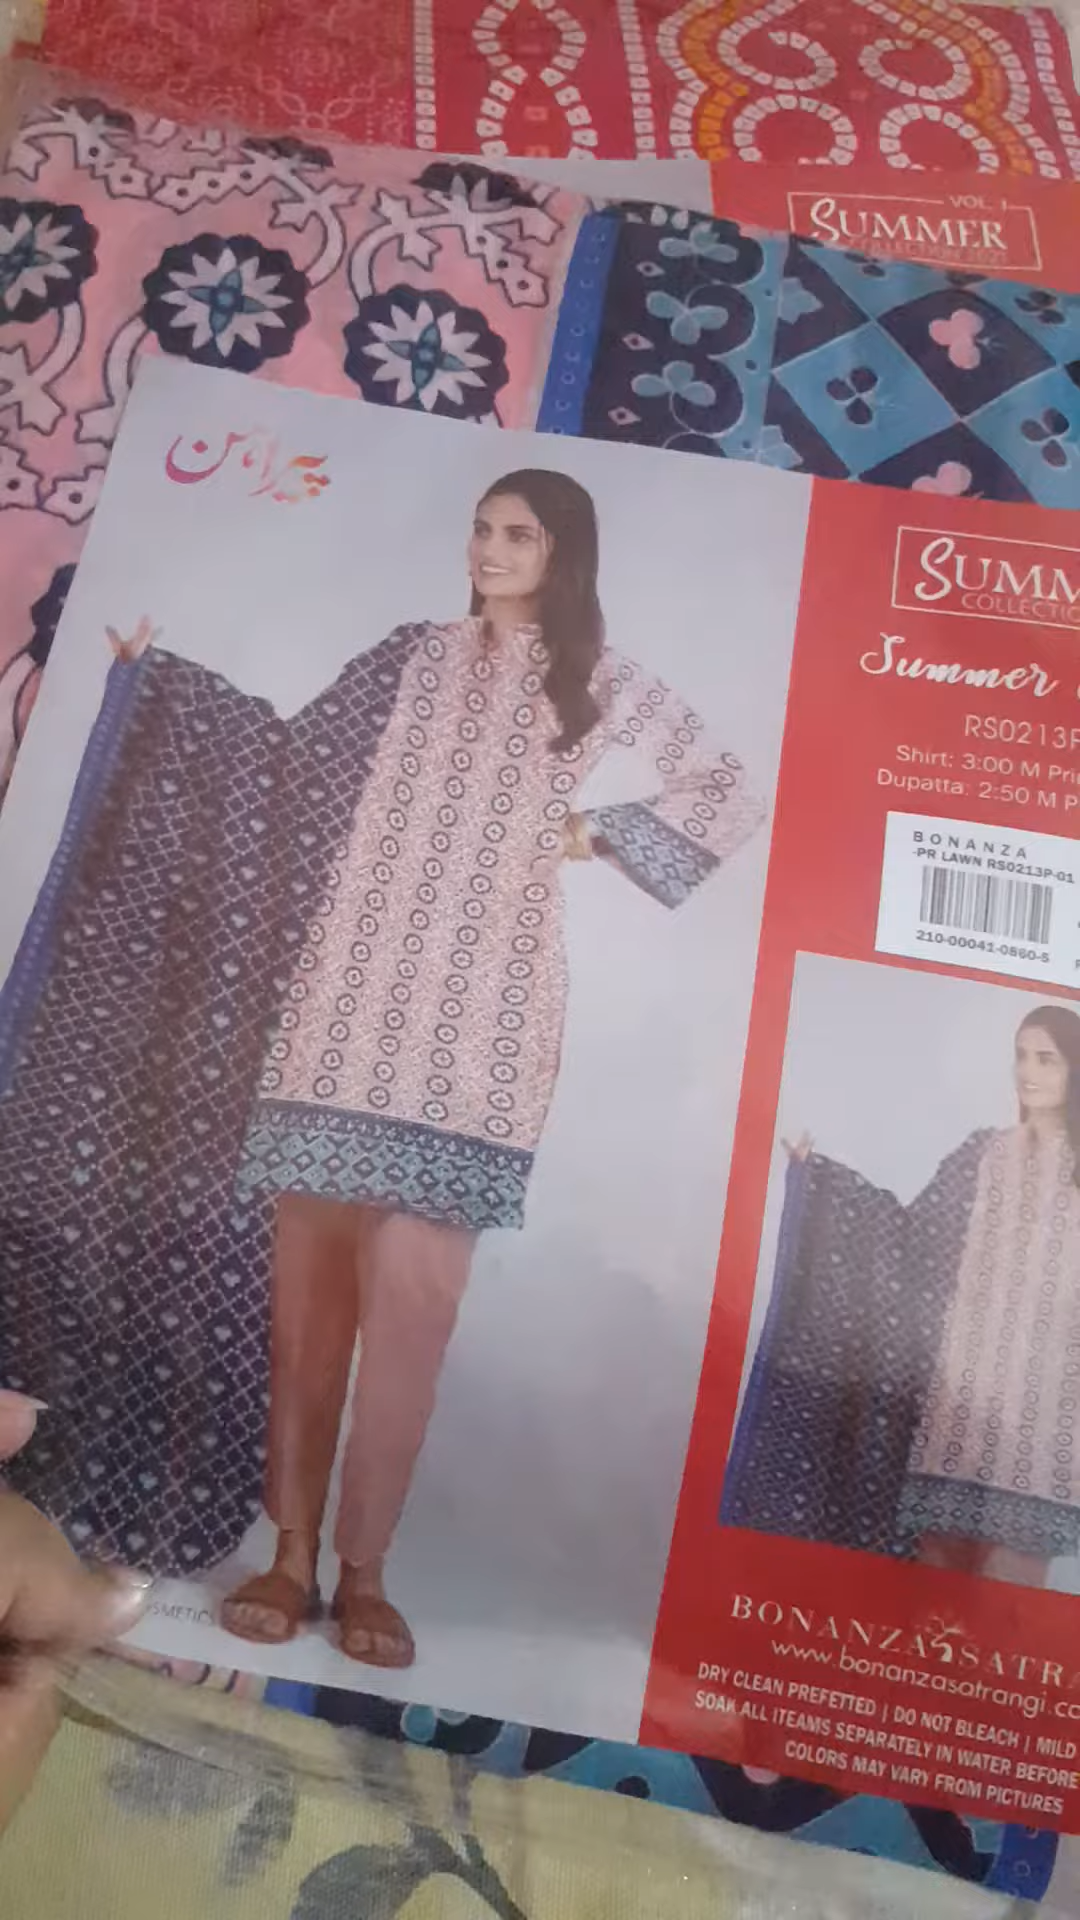 VOL. 1
SUMMER
پیراہن
SUMM
COLLECTIO
Summer
RS0213P
Shirt: 3:00 M Pri
Dupatta: 2:50 M P
BONANZA
-PR LAWN RS0213P-01
210-00041-0860-5
SMETICS
BONANZA SATRA
www.bonanzasatrangi.co
DRY CLEAN PREFETTED | DO NOT BLEACH | MILD
SOAK ALL ITEAMS SEPARATELY IN WATER BEFORE
COLORS MAY VARY FROM PICTURES